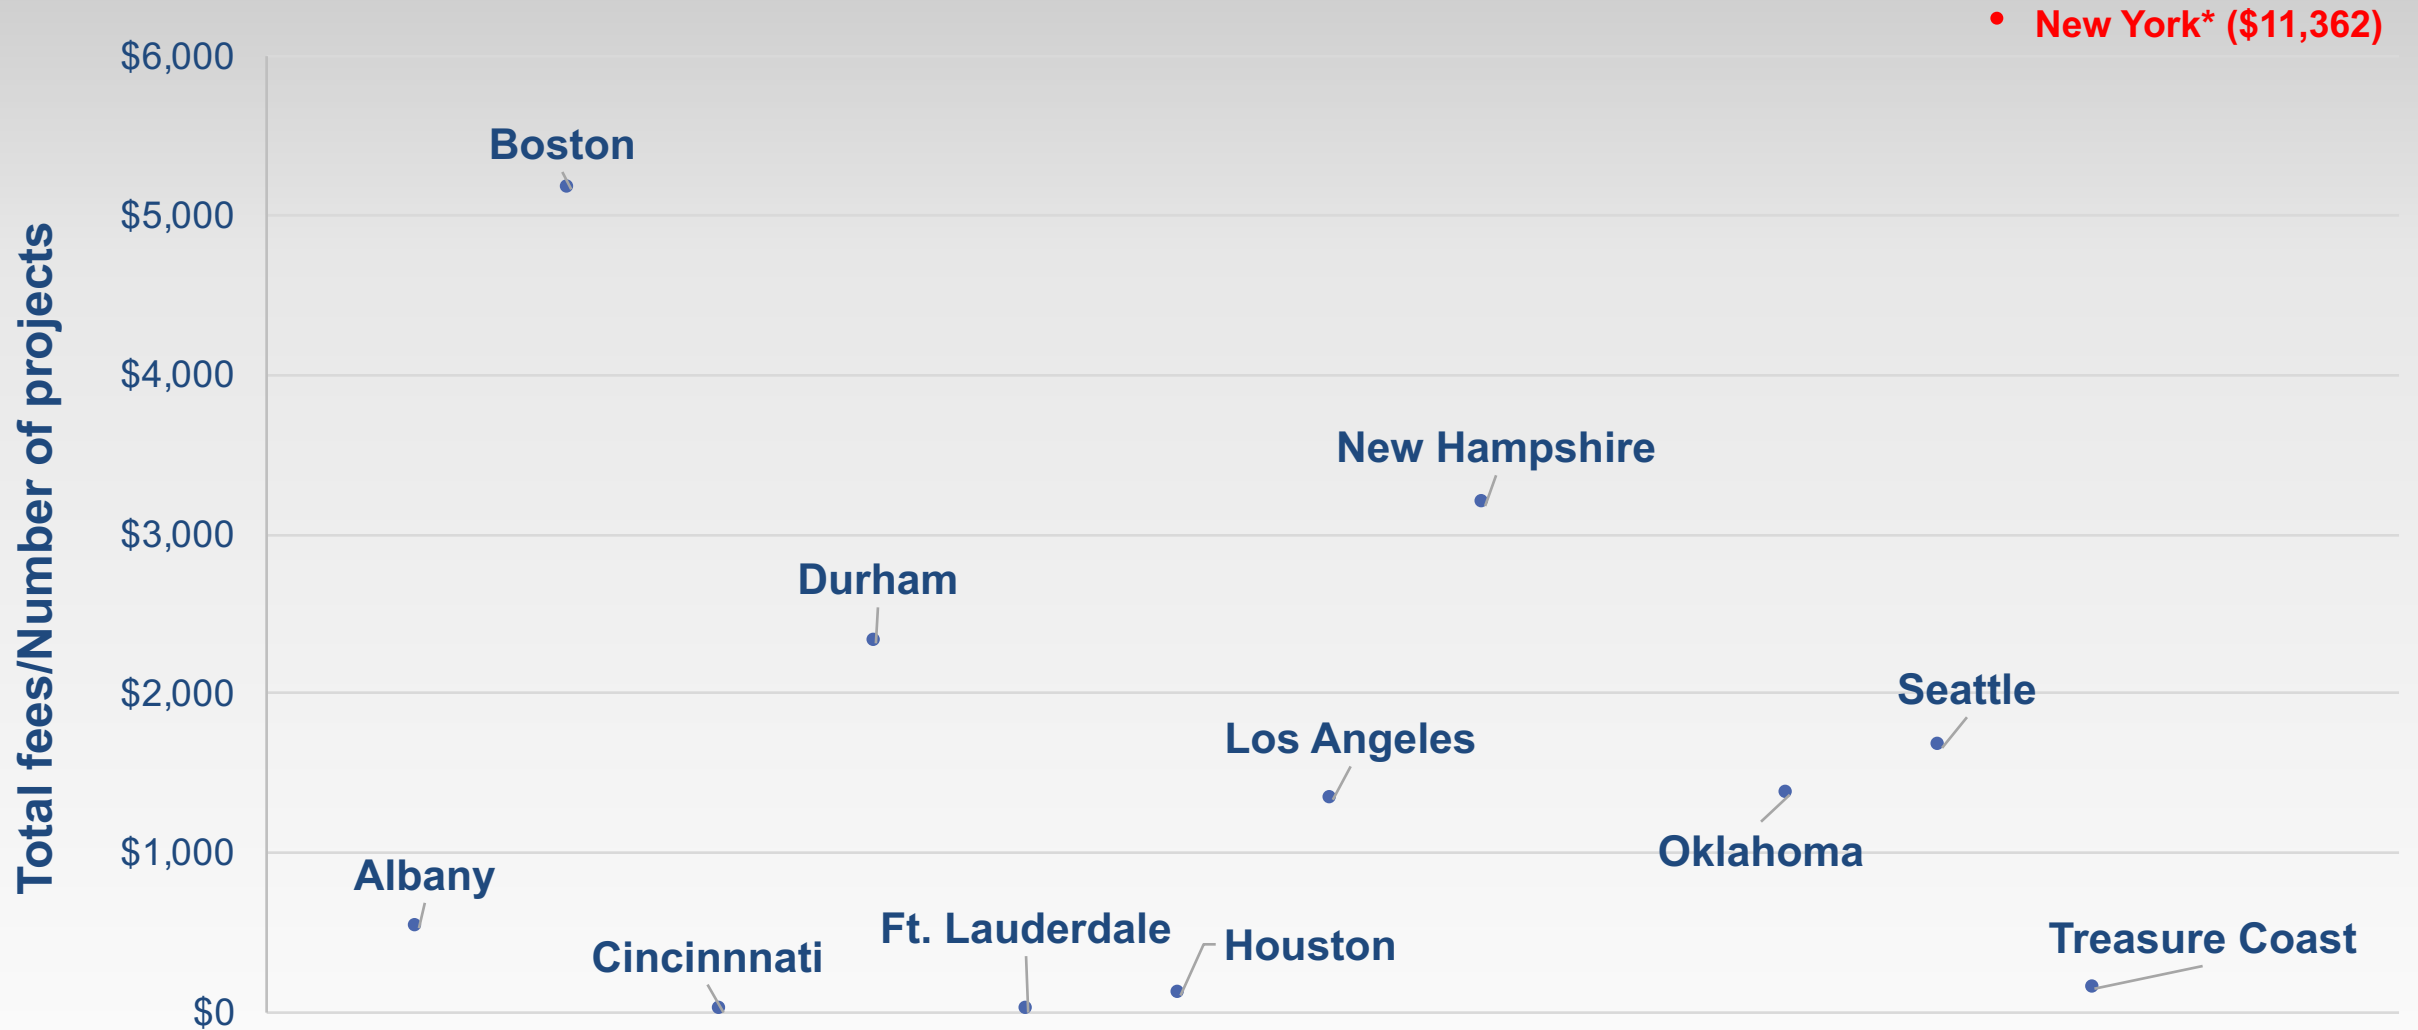 • New York* ($11,362)
Total fees/Number of projects
$6,000
$5,000
$4,000
$3,000
$2,000
$1,000
$0
Boston
New Hampshire
Durham
Seattle
Los Angeles
Oklahoma
Albany
Ft. Lauderdale
Treasure Coast
Houston
Cincinnnati